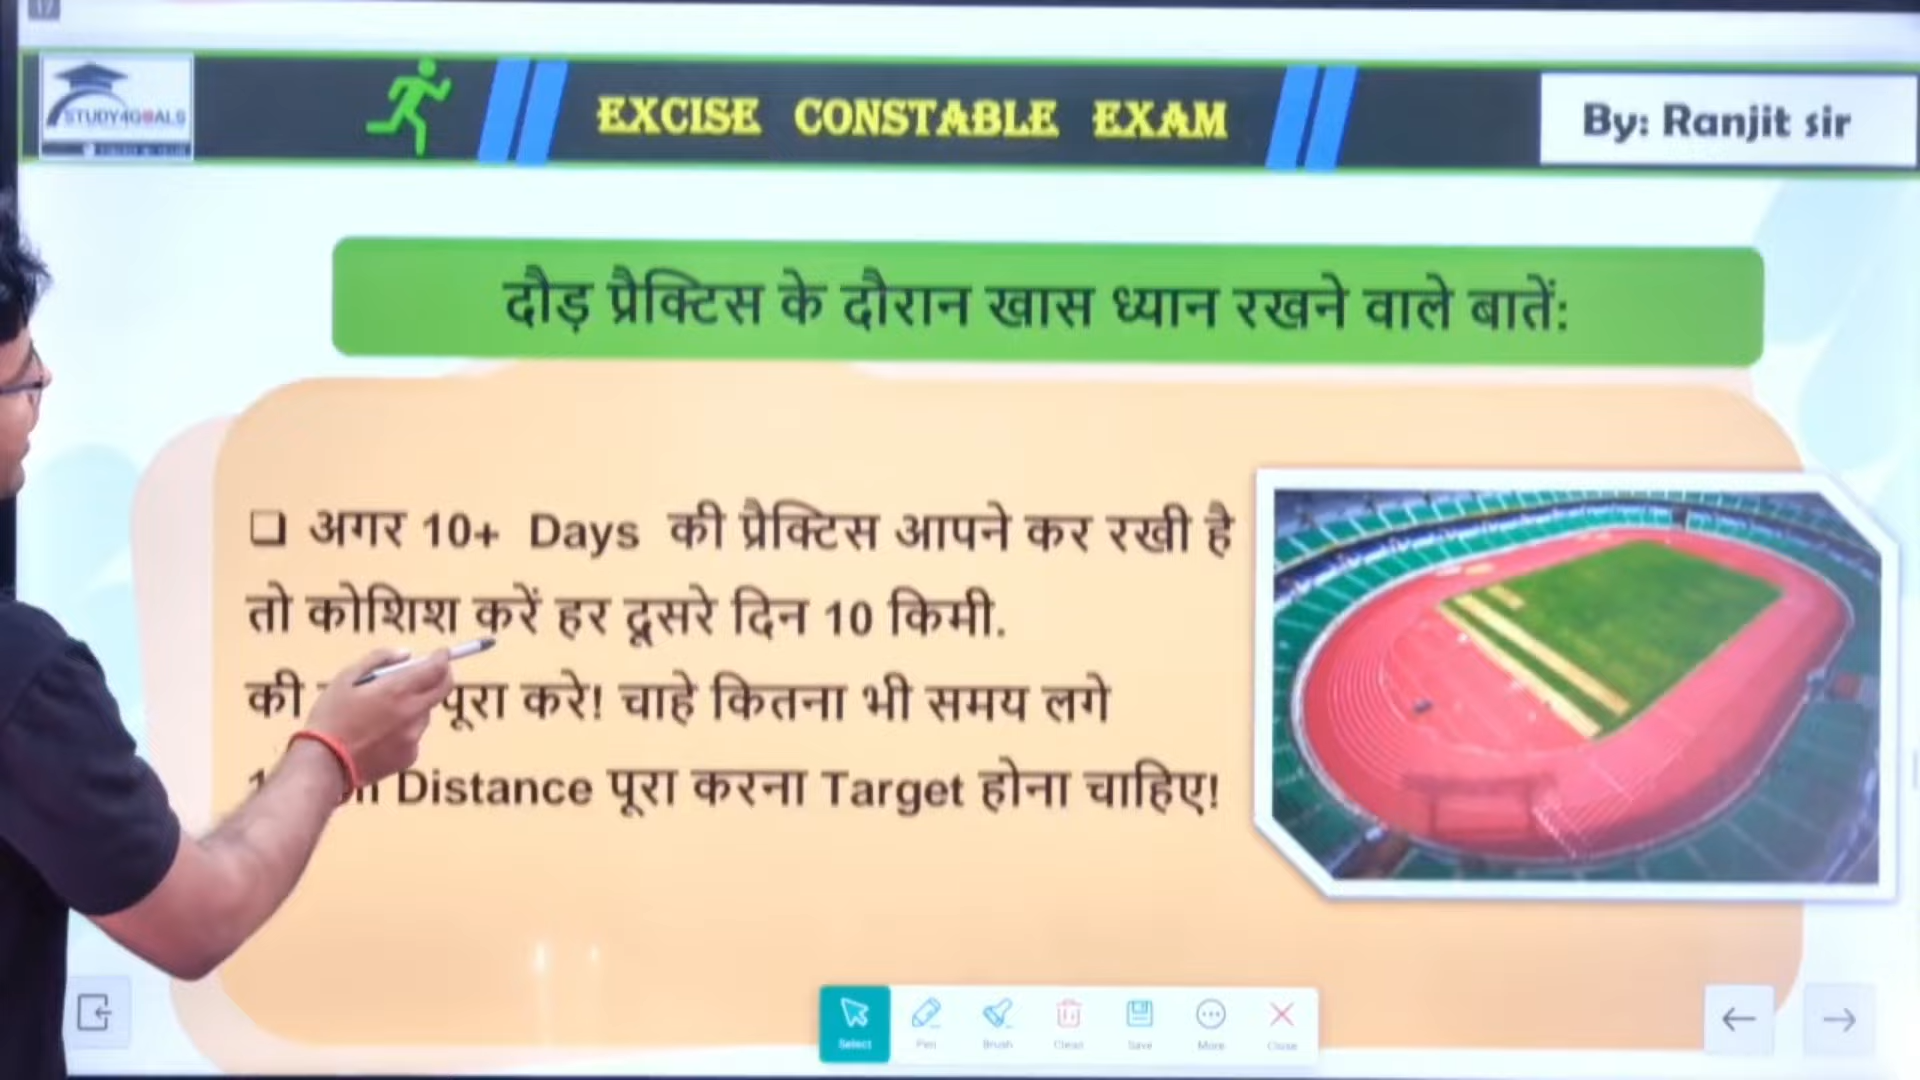 17
STUDY4GOALS
EXCISE CONSTABLE EXAM
By: Ranjit sir
दौड़ प्रैक्टिस के दौरान खास ध्यान रखने वाले बातें:
❑ अगर 10+ Days की प्रैक्टिस आपने कर रखी है
तो कोशिश करें हर दूसरे दिन 10 किमी.
की पूरा करे! चाहे कितना भी समय लगे
Distance पूरा करना Target होना चाहिए!
Select Pen Brush Clean Save More Close